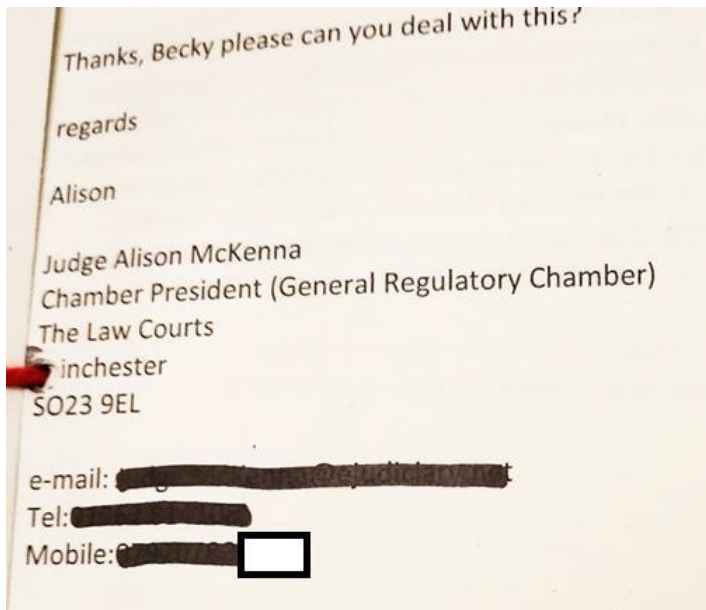 Thanks, Becky please can you deal with this?
regards
Alison
Judge Alison McKenna
Chamber President (General Regulatory Chamber)
The Law Courts
inchester
SO23 9EL
e-mail:
Tel:
Mobile: